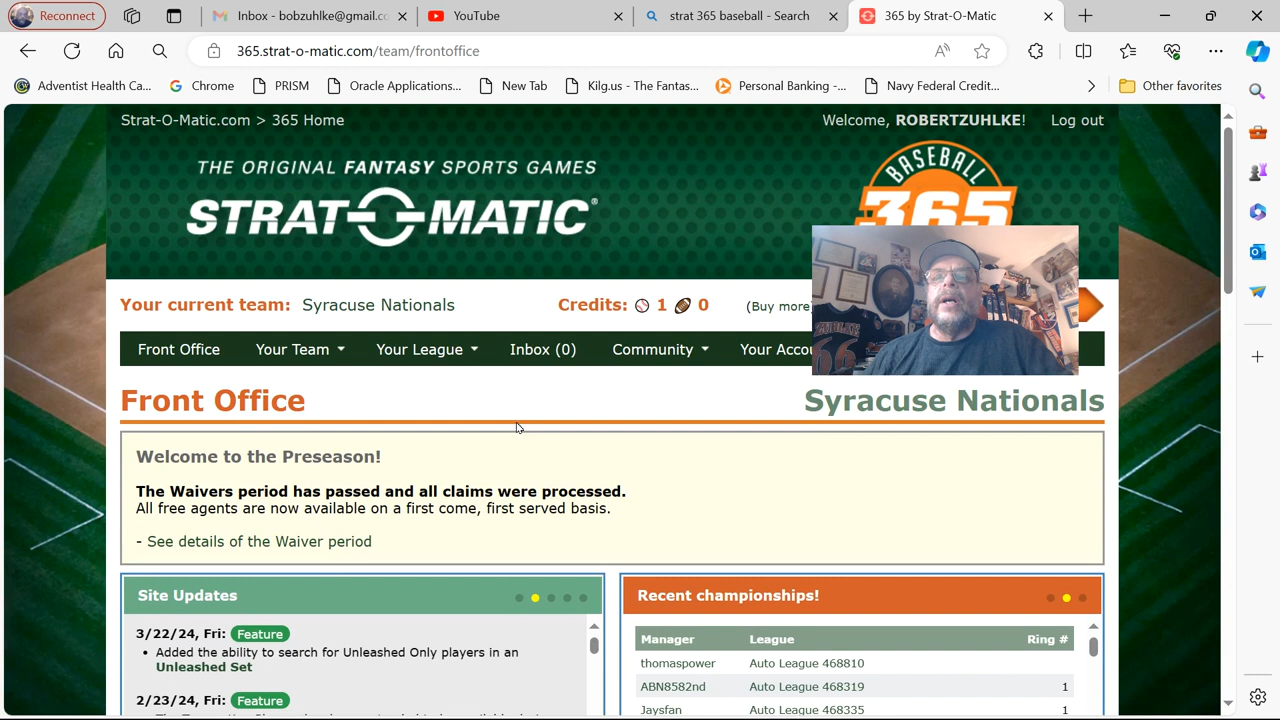 Reconnect
Inbox - bobzuhlke@gmail.co
YouTube
strat 365 baseball - Search
365 by Strat-O-Matic
365.strat-o-matic.com/team/frontoffice
Adventist Health Ca...
Chrome
PRISM
Oracle Applications...
New Tab
Kilg.us - The Fantas...
Personal Banking -...
Navy Federal Credit...
Other favorites
Strat-O-Matic.com > 365 Home
Welcome, ROBERTZUHLKE!
Log out
THE ORIGINAL FANTASY SPORTS GAMES
STRAT-O-MATIC®
BASEBALL
365
Your current team: Syracuse Nationals
Credits: 1 0 (Buy more
Front Office
Your Team
Your League
Inbox (0)
Community
Your Accou
Front Office
Syracuse Nationals
Welcome to the Preseason!
The Waivers period has passed and all claims were processed.
All free agents are now available on a first come, first served basis.
- See details of the Waiver period
Site Updates
3/22/24, Fri: Feature
• Added the ability to search for Unleashed Only players in an
Unleashed Set
2/23/24, Fri: Feature
Recent championships!
Manager League Ring #
thomaspower Auto League 468810
ABN8582nd Auto League 468319 1
Jaysfan Auto League 468335 1